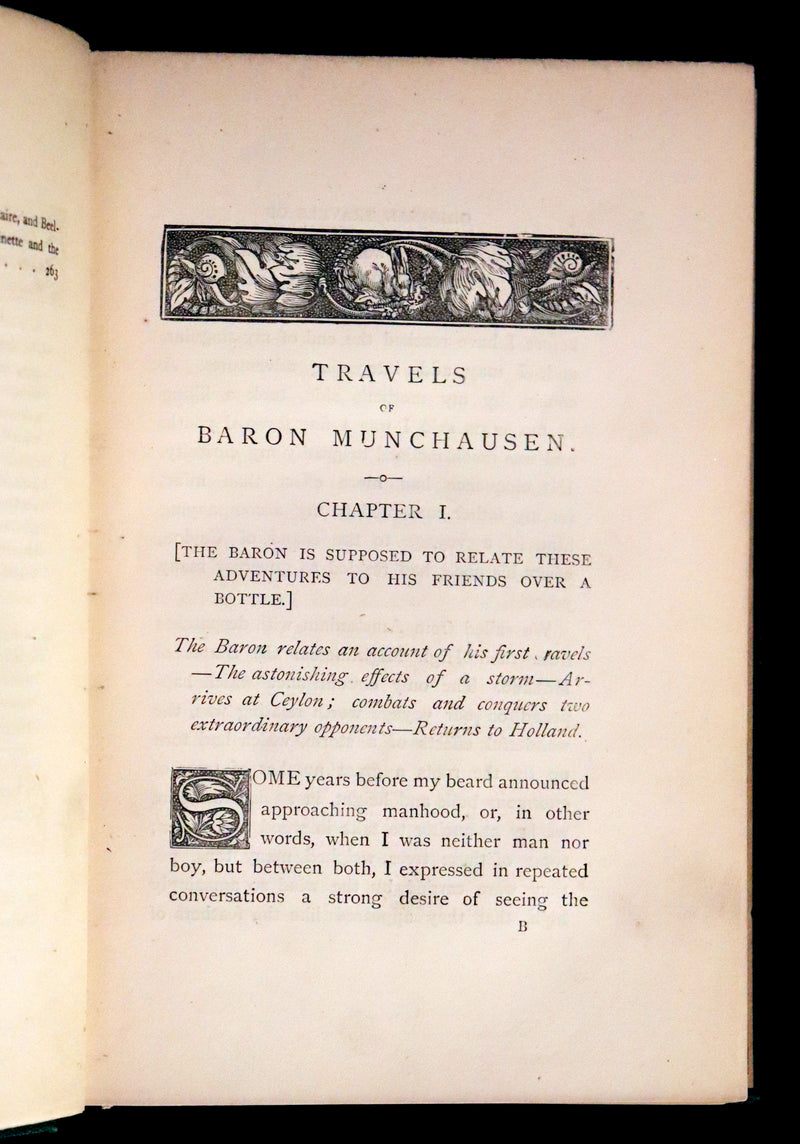 aire, and Beel-
nette and the
. . . 263
TRAVELS
OF
BARON MUNCHAUSEN.
CHAPTER I.
[THE BARON IS SUPPOSED TO RELATE THESE
ADVENTURES TO HIS FRIENDS OVER A
BOTTLE.]
The Baron relates an account of his first ravels
—The astonishing effects of a storm—Ar-
rives at Ceylon; combats and conquers two
extraordinary opponents—Returns to Holland.
SOME years before my beard announced
approaching manhood, or, in other
words, when I was neither man nor
boy, but between both, I expressed in repeated
conversations a strong desire of seeing the
B